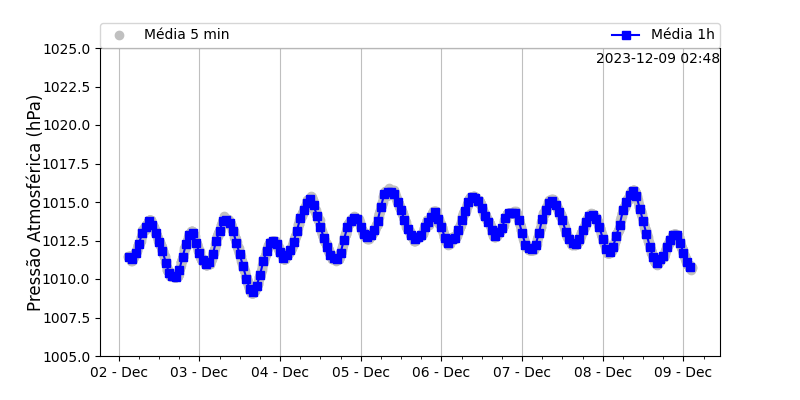 Média 5 min
Média 1h
2023-12-09 02:48
Pressão Atmosférica (hPa)
1025.0
1022.5
1020.0
1017.5
1015.0
1012.5
1010.0
1007.5
1005.0
02 - Dec
03 - Dec
04 - Dec
05 - Dec
06 - Dec
07 - Dec
08 - Dec
09 - Dec